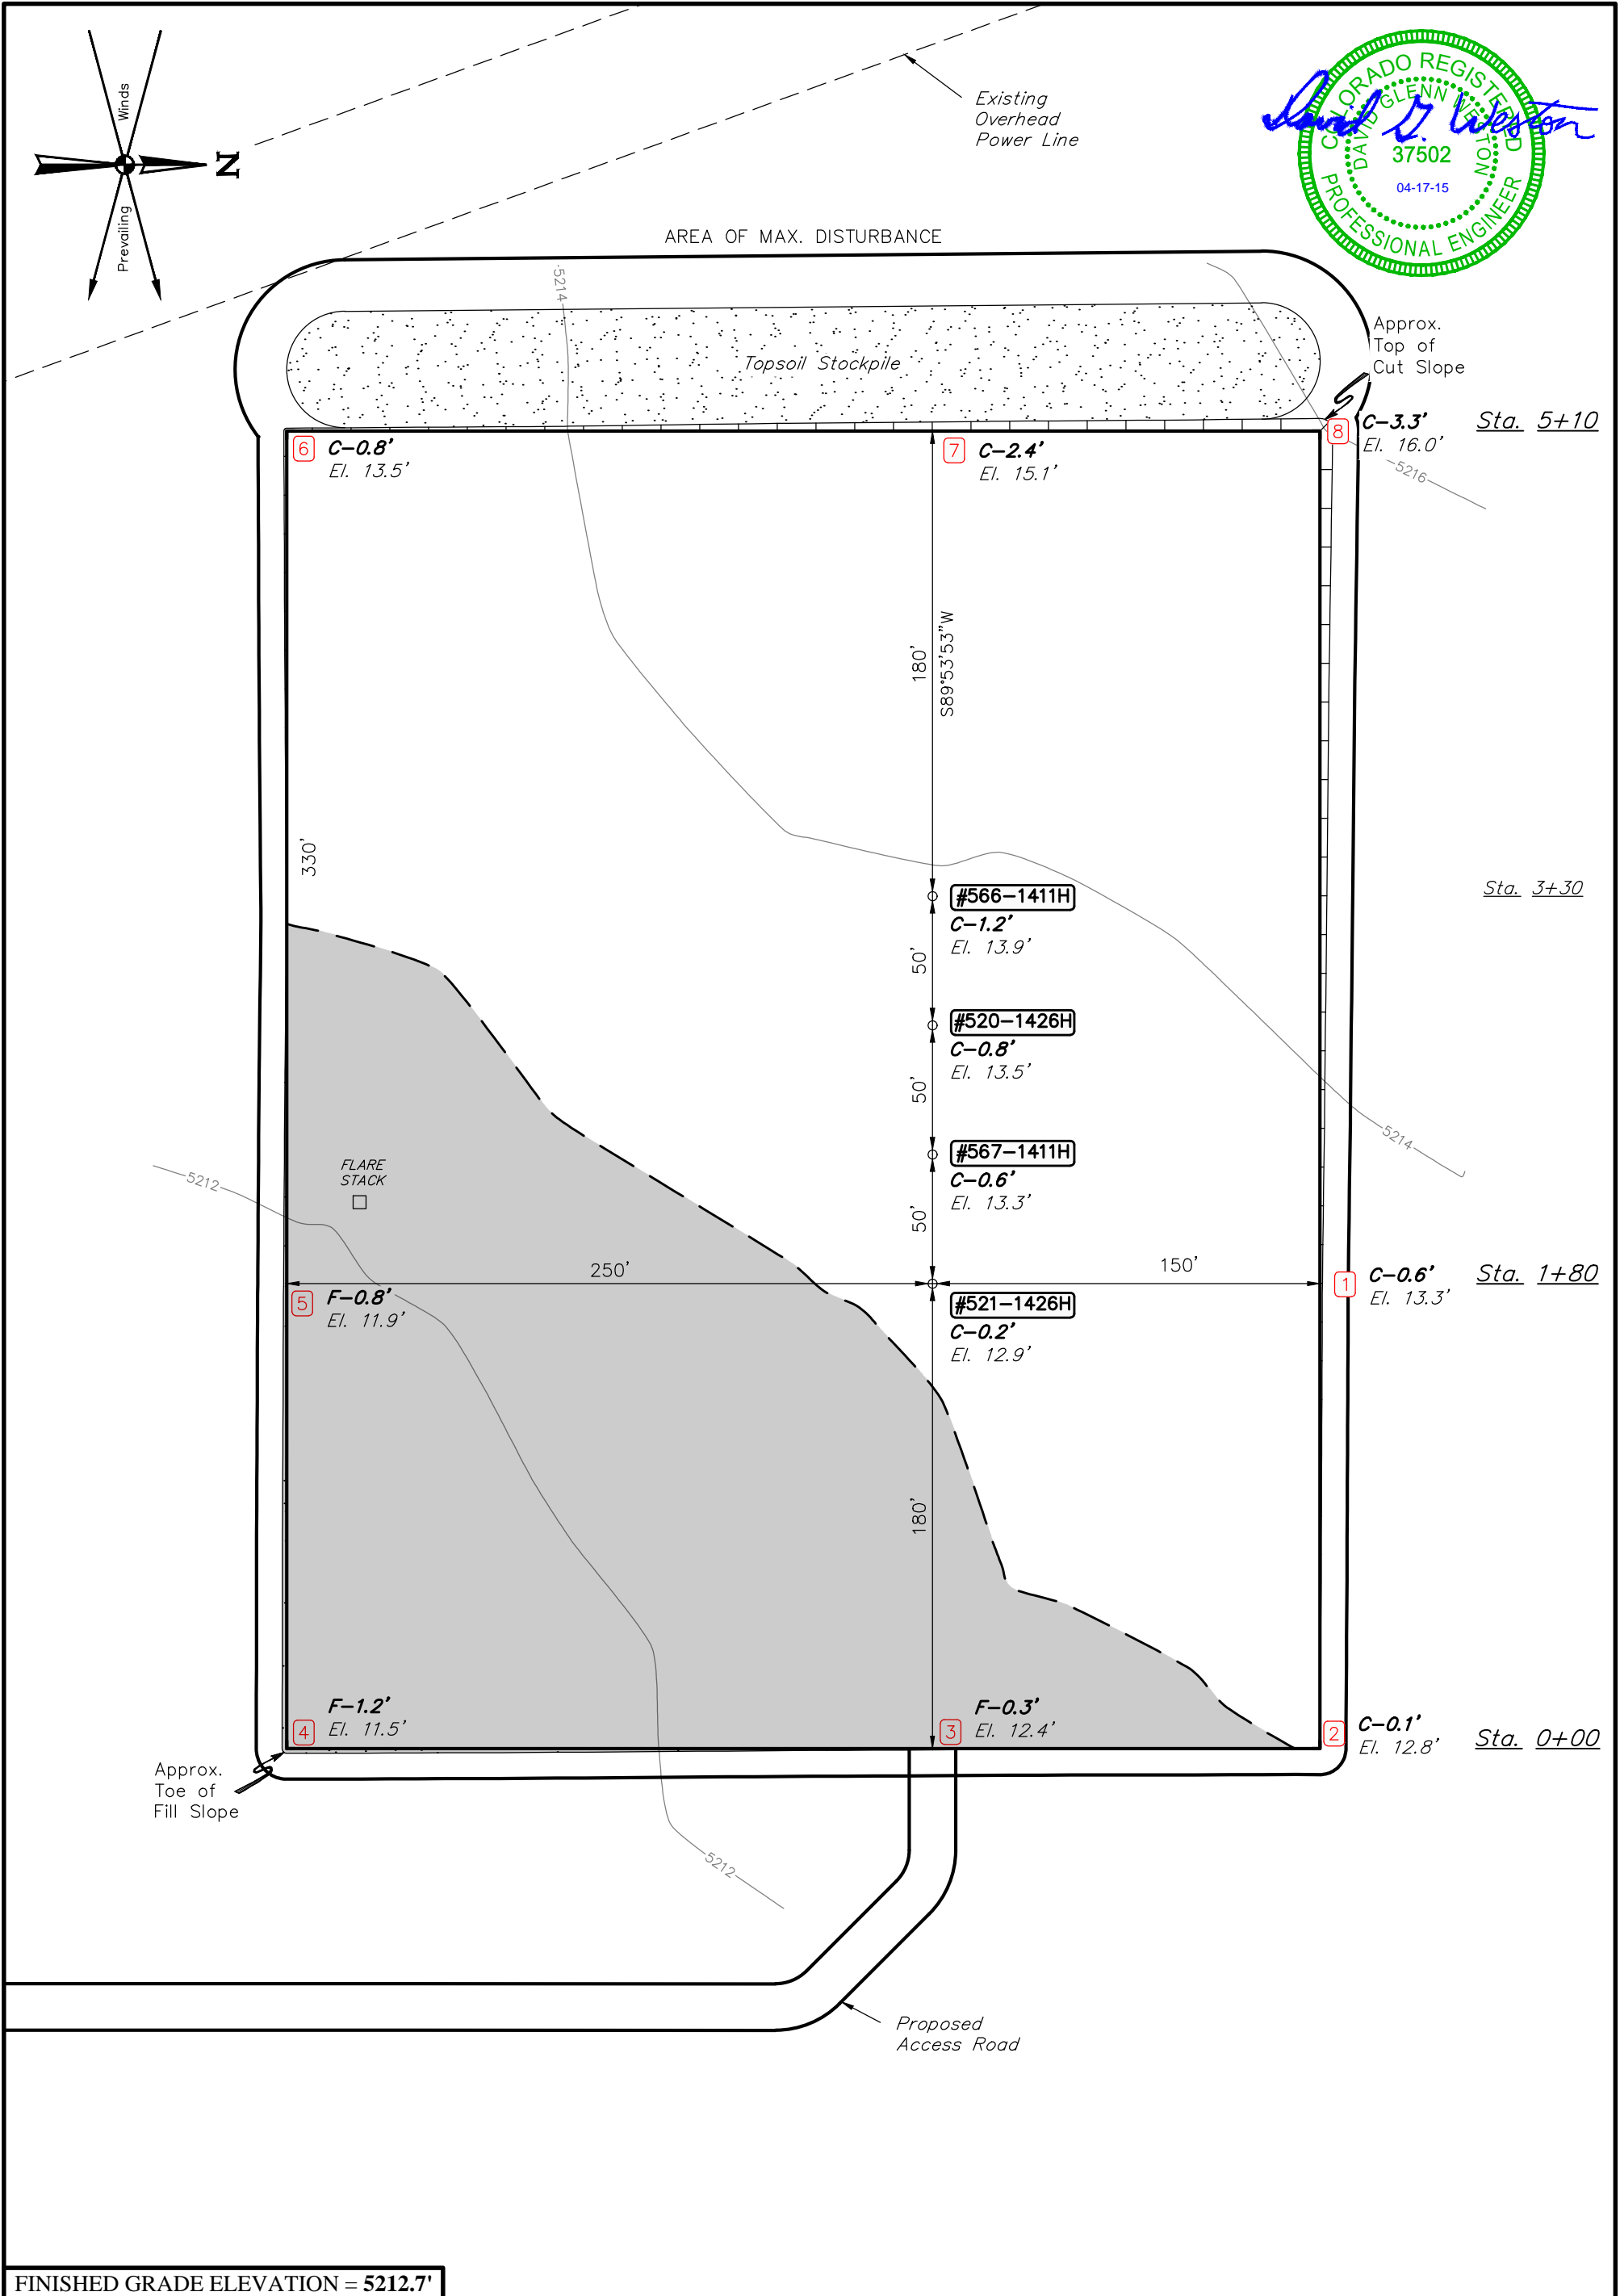 Winds
Prevailing
N
Existing
Overhead
Power Line
COLORADO REGISTERED
DAVID GLENN WESTON
37502
04-17-15
PROFESSIONAL ENGINEER
David G. Weston
AREA OF MAX. DISTURBANCE
5214
Topsoil Stockpile
Approx.
Top of
Cut Slope
6 C-0.8'
El. 13.5'
7 C-2.4'
El. 15.1'
8 C-3.3'
El. 16.0'
Sta. 5+10
5216
180'
S89°53'53"W
330'
#566-1411H
C-1.2'
El. 13.9'
Sta. 3+30
50'
#520-1426H
C-0.8'
El. 13.5'
50'
5214
#567-1411H
C-0.6'
El. 13.3'
FLARE
STACK
5212
50'
250'
150'
5 F-0.8'
El. 11.9'
#521-1426H
C-0.2'
El. 12.9'
1 C-0.6'
El. 13.3'
Sta. 1+80
180'
4 F-1.2'
El. 11.5'
3 F-0.3'
El. 12.4'
2 C-0.1'
El. 12.8'
Sta. 0+00
Approx.
Toe of
Fill Slope
5212
Proposed
Access Road
FINISHED GRADE ELEVATION = 5212.7'